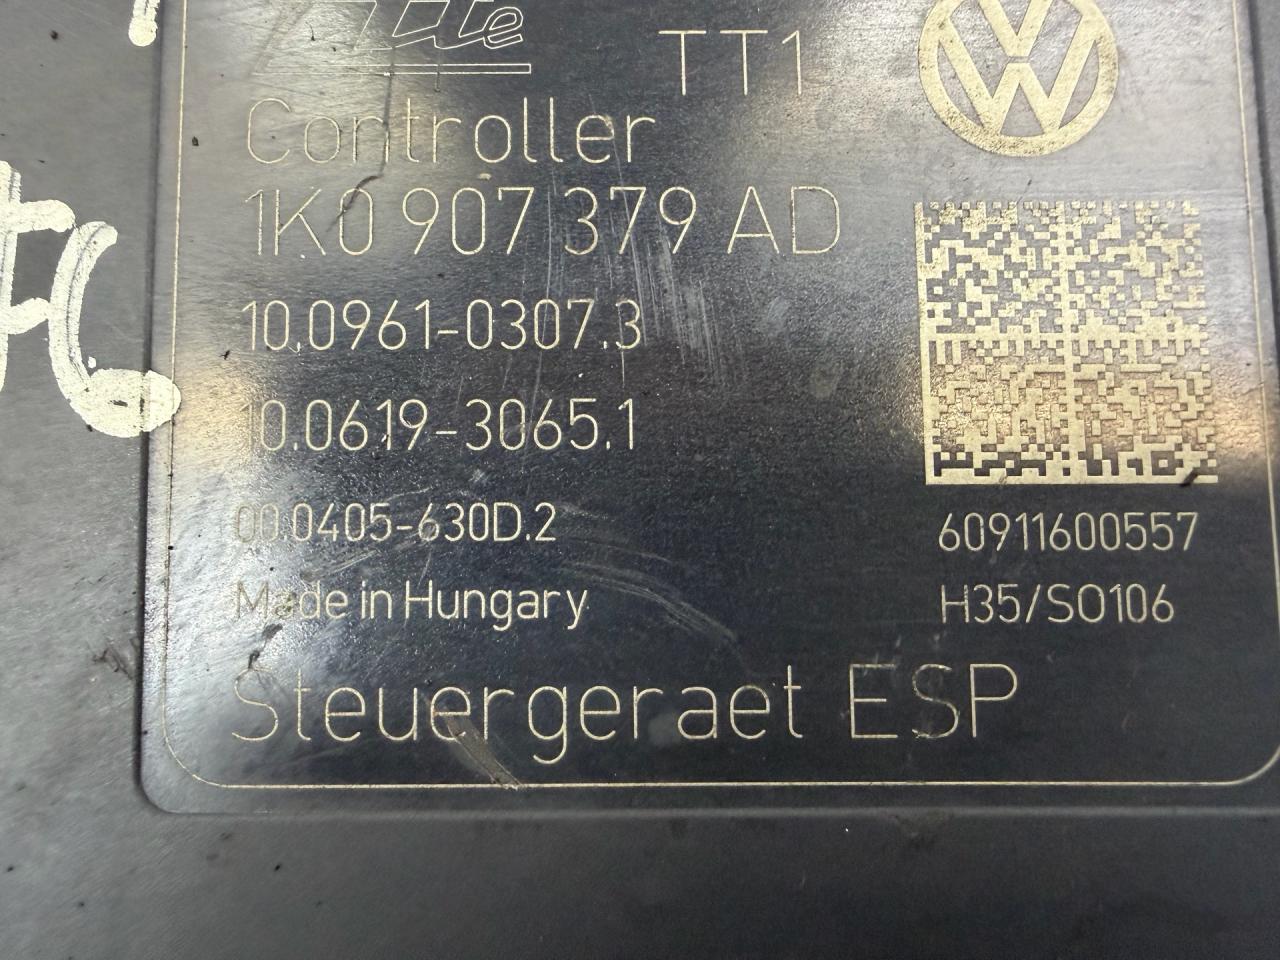 Ate
TT1
Controller
1K0 907 379 AD
10.0961-0307.3
10.0619-3065.1
00.0405-630D.2
60911600557
Made in Hungary
H35/SO106
Steuergeraet ESP